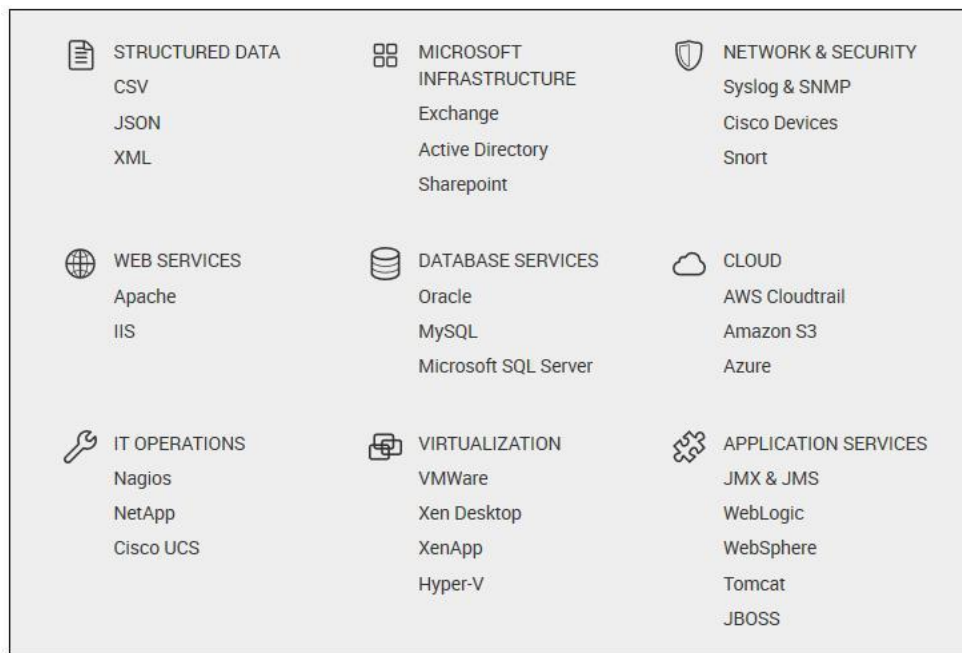 STRUCTURED DATA
CSV
JSON
XML
MICROSOFT
INFRASTRUCTURE
Exchange
Active Directory
Sharepoint
NETWORK & SECURITY
Syslog & SNMP
Cisco Devices
Snort
WEB SERVICES
Apache
IIS
DATABASE SERVICES
Oracle
MySQL
Microsoft SQL Server
CLOUD
AWS Cloudtrail
Amazon S3
Azure
IT OPERATIONS
Nagios
NetApp
Cisco UCS
VIRTUALIZATION
VMWare
Xen Desktop
XenApp
Hyper-V
APPLICATION SERVICES
JMX & JMS
WebLogic
WebSphere
Tomcat
JBOSS